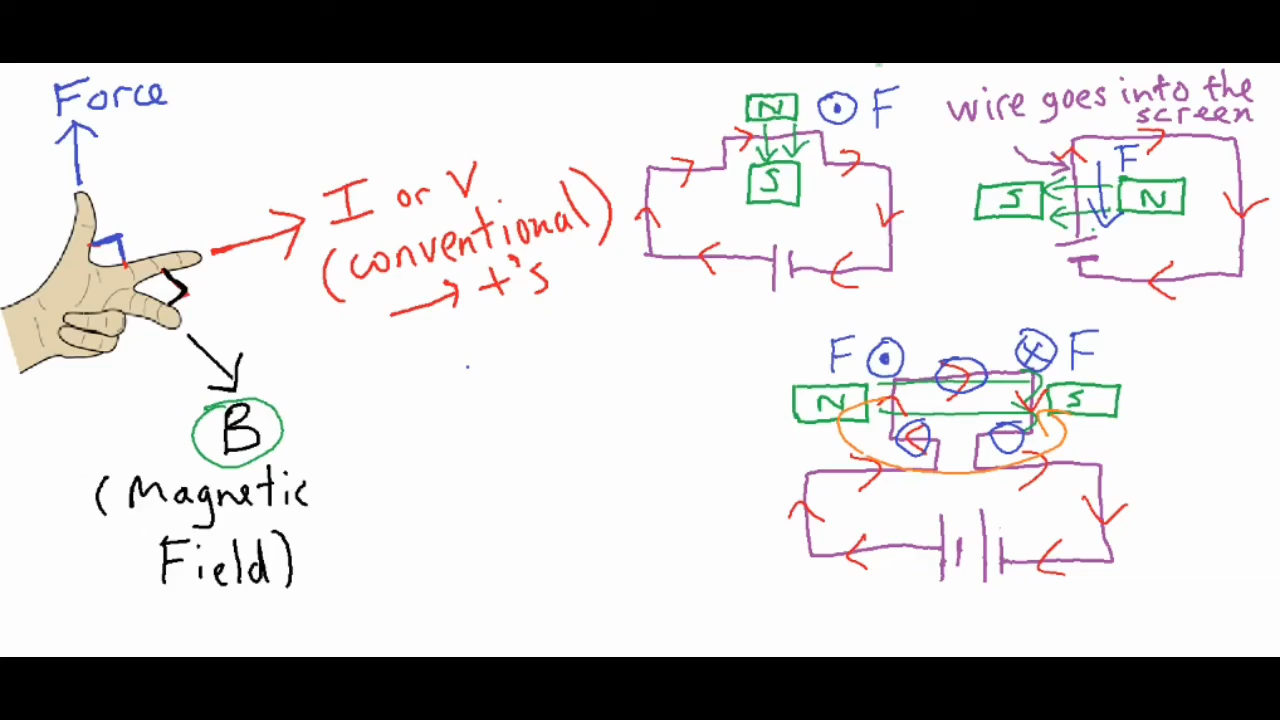 Force
I or V
(conventional)
→ +'s
B
(Magnetic
Field)
N
F
S
wire goes into the
screen
F
S
N
F
F
N
S